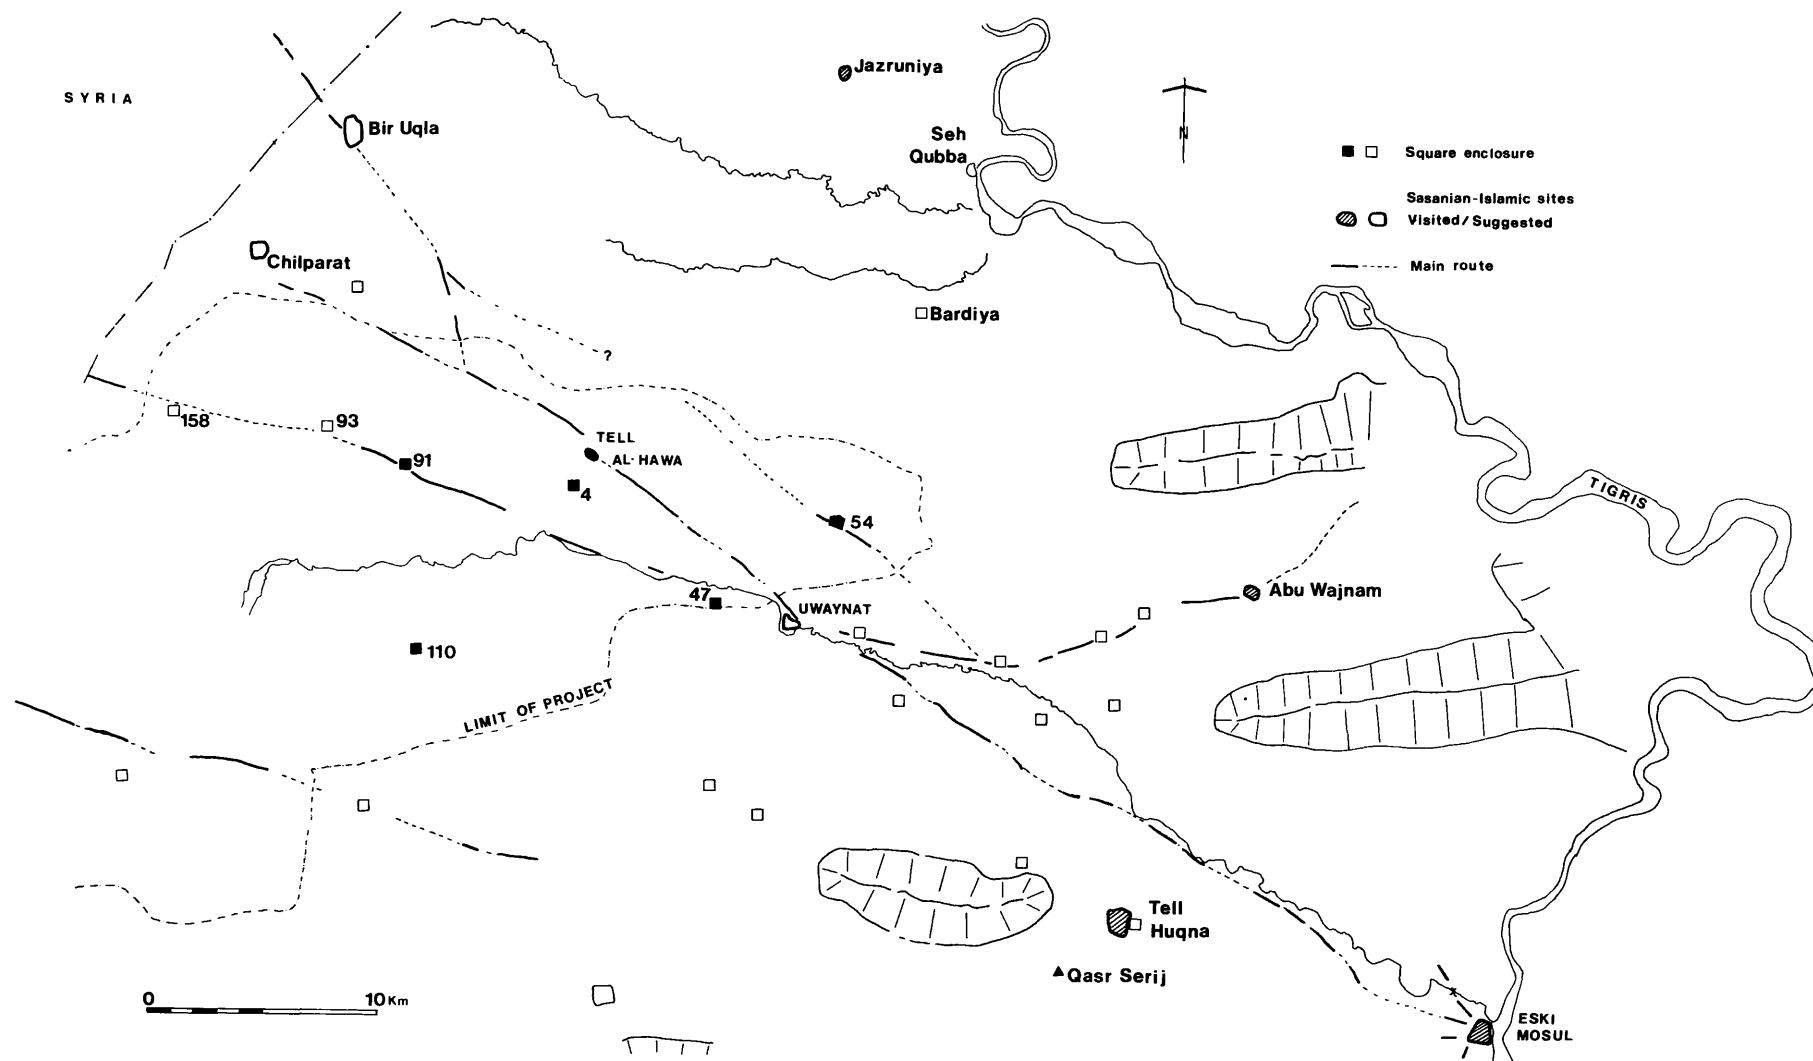 SYRIA
Bir Uqla
Jazruniya
Seh
Qubba
N
Square enclosure
Sasanian-Islamic sites
Visited/Suggested
Main route
Chilparat
Bardiya
?
158
93
91
TELL
AL-HAWA
4
54
TIGRIS
47
UWAYNAT
Abu Wajnam
110
LIMIT OF PROJECT
Tell
Huqna
Qasr Serij
0
10 Km
ESKI
MOSUL